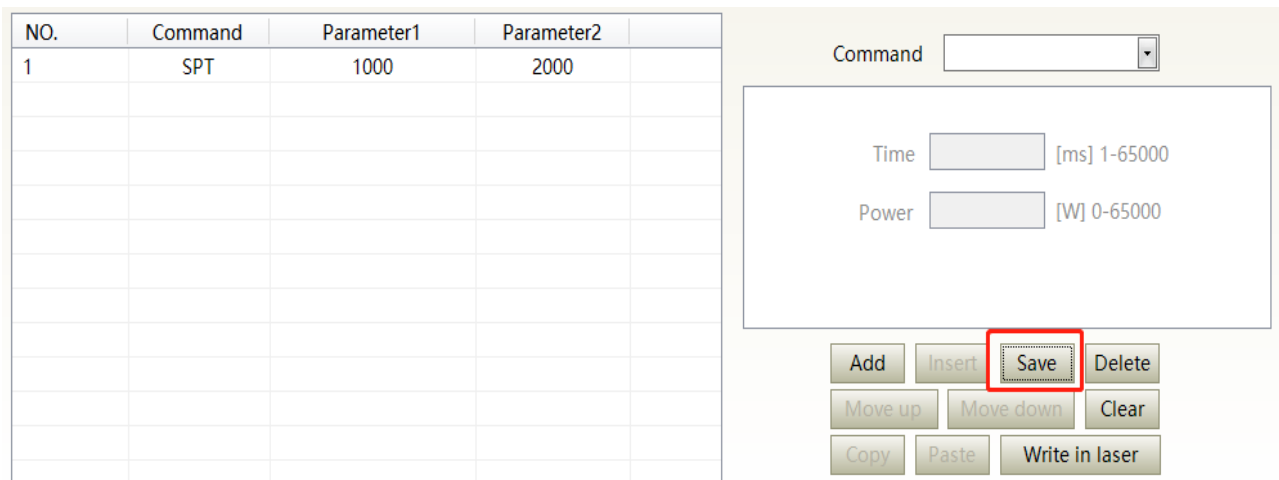 NO. Command Parameter1 Parameter2
1 SPT 1000 2000
Command
Time [ms] 1-65000
Power [W] 0-65000
Add Insert Save Delete
Move up Move down Clear
Copy Paste Write in laser